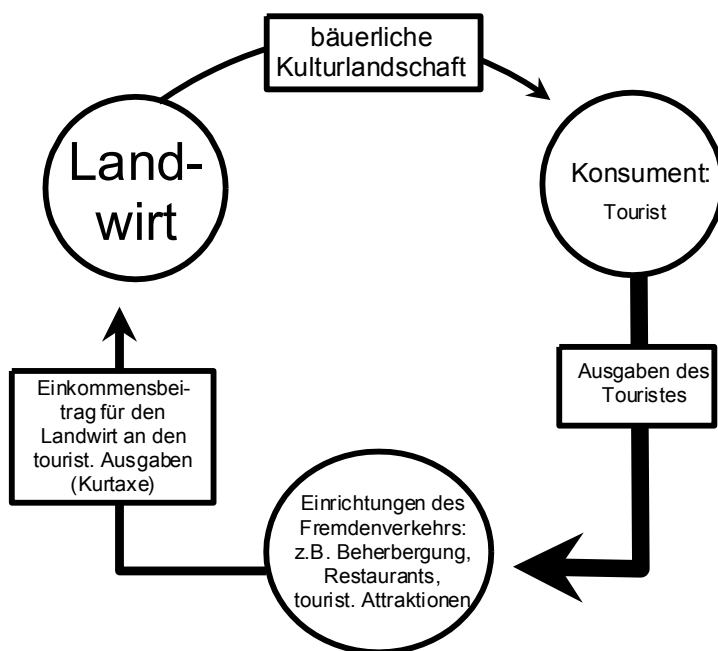 bäuerliche
Kulturlandschaft
Land-
wirt
Konsument:
Tourist
Ausgaben des
Touristes
Einkommensbei-
trag für den
Landwirt an den
tourist. Ausgaben
(Kurtaxe)
Einrichtungen des
Fremdenverkehrs:
z.B. Beherbergung,
Restaurants,
tourist. Attraktionen